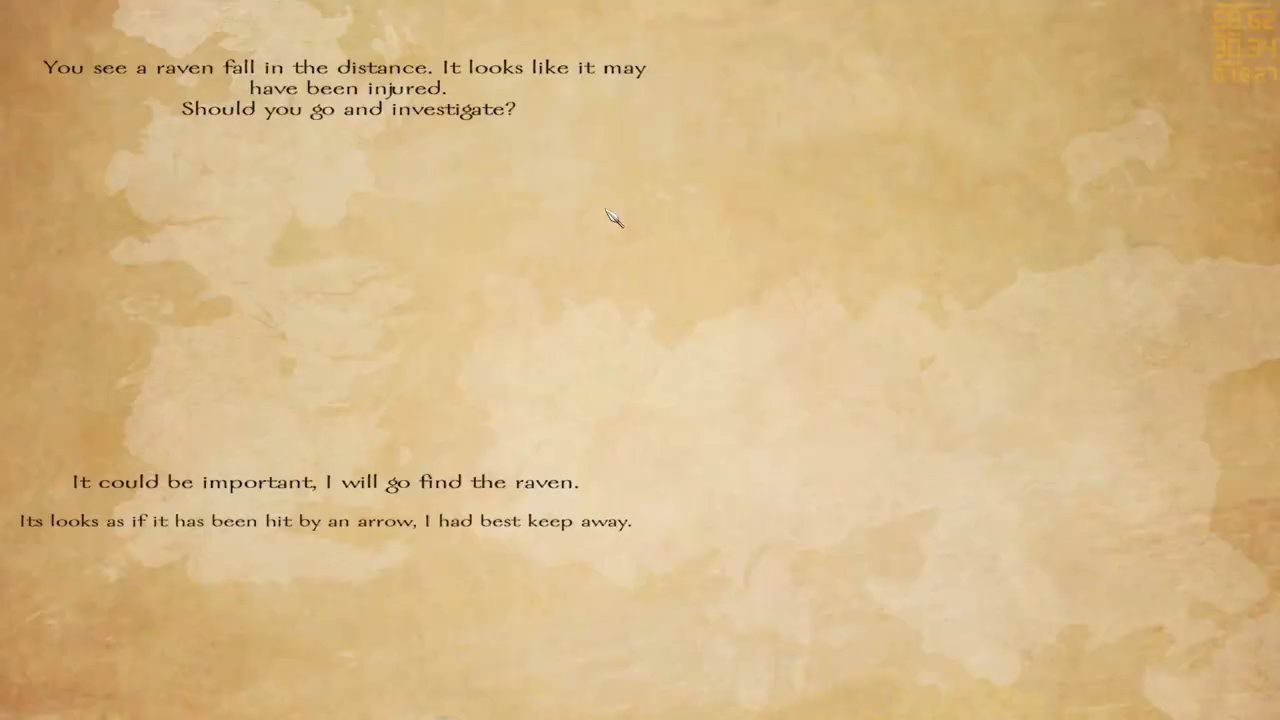 You see a raven fall in the distance. It looks like it may
have been injured.
Should you go and investigate?
It could be important, I will go find the raven.
Its looks as if it has been hit by an arrow, I had best keep away.